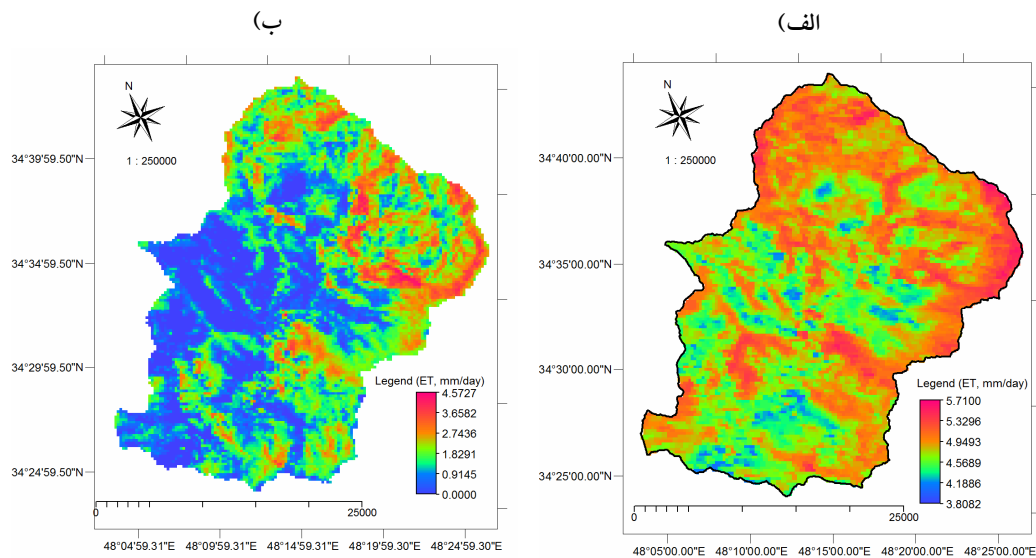 الف)
ب)
N
1 : 250000
34°39'59.50"N
34°34'59.50"N
34°29'59.50"N
34°24'59.50"N
Legend (ET, mm/day)
4.5727
3.6582
2.7436
1.8291
0.9145
0.0000
0
25000
48°04'59.31"E 48°09'59.31"E 48°14'59.31"E 48°19'59.30"E 48°24'59.30"E
N
1 : 250000
34°40'00.00"N
34°35'00.00"N
34°30'00.00"N
34°25'00.00"N
Legend (ET, mm/day)
5.7100
5.3296
4.9493
4.5689
4.1886
3.8082
0
25000
48°05'00.00"E 48°10'00.00"E 48°15'00.00"E 48°20'00.00"E 48°25'00.00"E